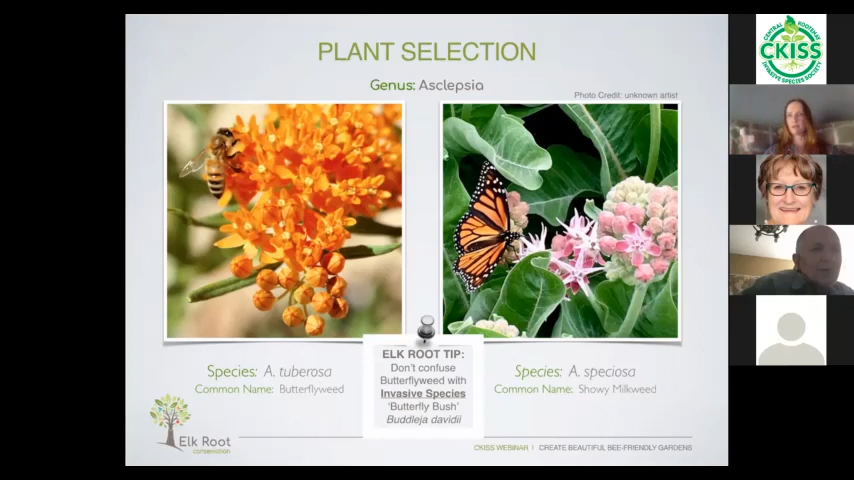 PLANT SELECTION
Genus: Asclepsia
Photo Credit: unknown artist
Species: A. tuberosa
Common Name: Butterflyweed
ELK ROOT TIP:
Don't confuse
Butterflyweed with
Invasive Species
'Butterfly Bush'
Buddleja davidii
Species: A. speciosa
Common Name: Showy Milkweed
Elk Root
conservation
CKISS WEBINAR | CREATE BEAUTIFUL BEE-FRIENDLY GARDENS
CENTRAL KOOTENAY
CKISS
INVASIVE SPECIES SOCIETY